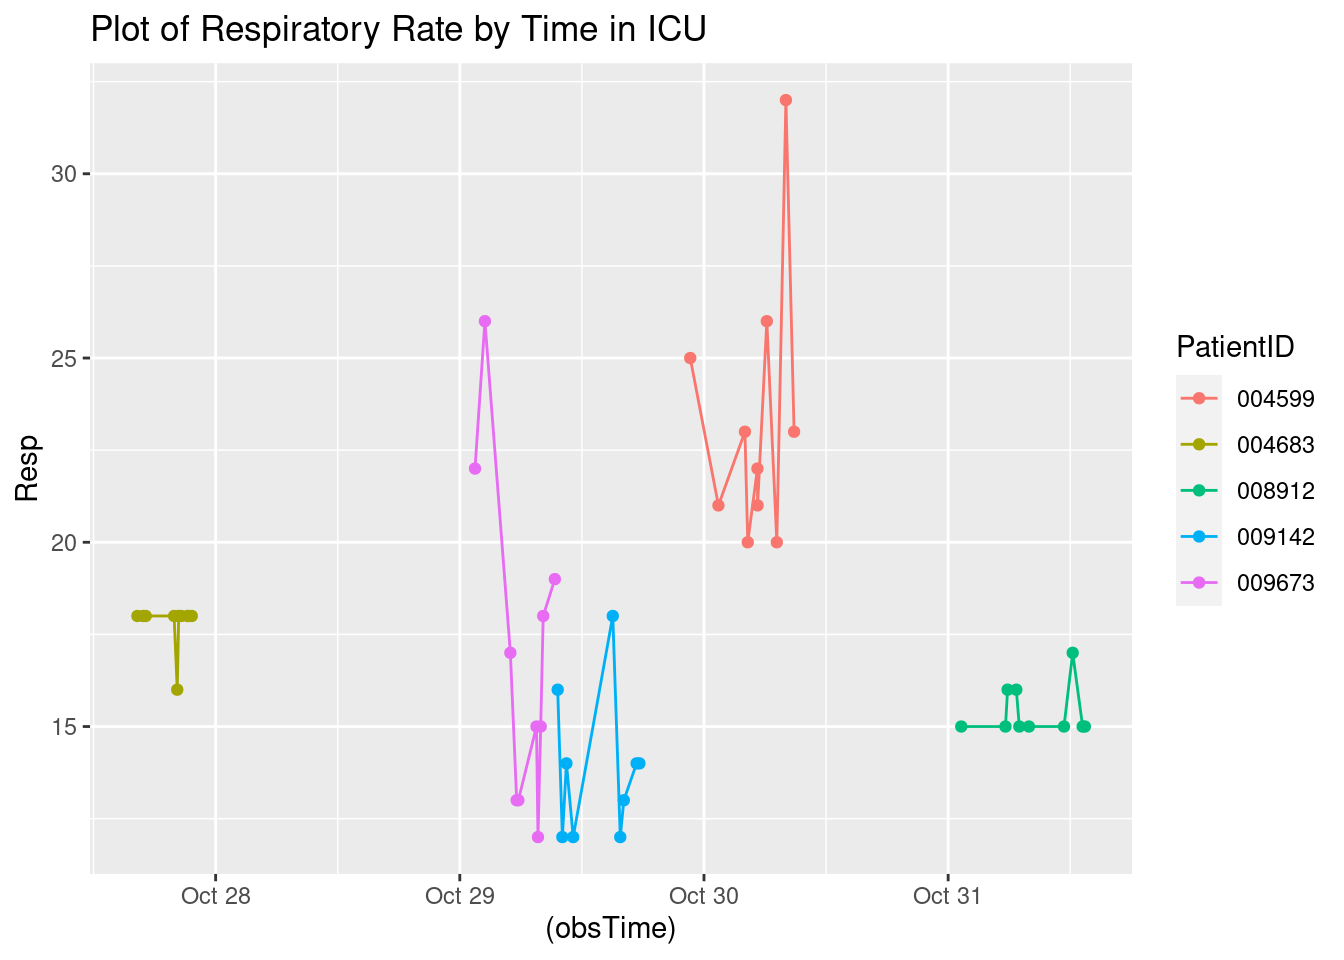 Plot of Respiratory Rate by Time in ICU
Resp
30
25
20
15
Oct 28
Oct 29
Oct 30
Oct 31
(obsTime)
PatientID
004599
004683
008912
009142
009673